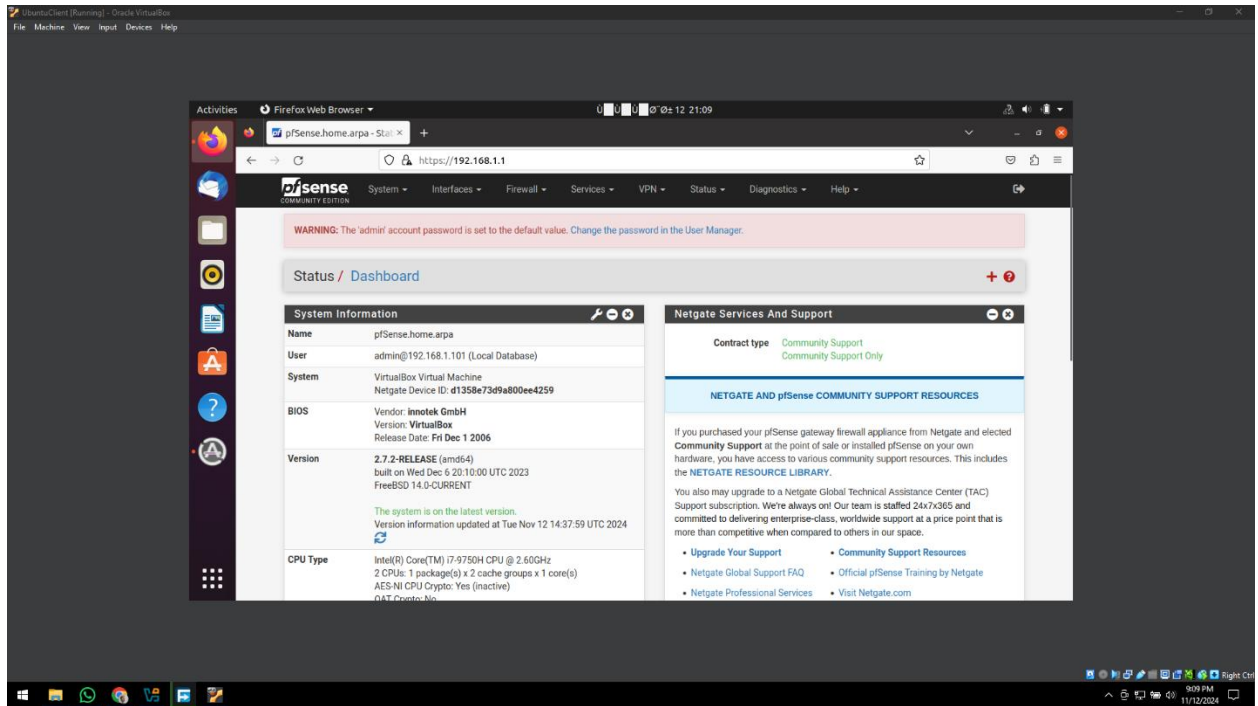 UbuntuClient [Running] - Oracle VirtualBox
File Machine View Input Devices Help
Activities
Firefox Web Browser
12 21:09
pfSense.home.arpa - Stat
https://192.168.1.1
pfsense
COMMUNITY EDITION
System
Interfaces
Firewall
Services
VPN
Status
Diagnostics
Help
WARNING: The 'admin' account password is set to the default value. Change the password in the User Manager.
Status / Dashboard
System Information
Name pfSense.home.arpa
User admin@192.168.1.101 (Local Database)
System VirtualBox Virtual Machine
Netgate Device ID: d1358e73d9a800ee4259
BIOS Vendor: innotek GmbH
Version: VirtualBox
Release Date: Fri Dec 1 2006
Version 2.7.2-RELEASE (amd64)
built on Wed Dec 6 20:10:00 UTC 2023
FreeBSD 14.0-CURRENT
The system is on the latest version.
Version information updated at Tue Nov 12 14:37:59 UTC 2024
CPU Type Intel(R) Core(TM) i7-9750H CPU @ 2.60GHz
2 CPUs: 1 package(s) x 2 cache groups x 1 core(s)
AES-NI CPU Crypto: Yes (inactive)
QAT Crypto: No
Netgate Services And Support
Contract type Community Support
Community Support Only
NETGATE AND pfSense COMMUNITY SUPPORT RESOURCES
If you purchased your pfSense gateway firewall appliance from Netgate and elected
Community Support at the point of sale or installed pfSense on your own
hardware, you have access to various community support resources. This includes
the NETGATE RESOURCE LIBRARY.
You also may upgrade to a Netgate Global Technical Assistance Center (TAC)
Support subscription. We're always on! Our team is staffed 24x7x365 and
committed to delivering enterprise-class, worldwide support at a price point that is
more than competitive when compared to others in our space.
• Upgrade Your Support
• Community Support Resources
• Netgate Global Support FAQ
• Official pfSense Training by Netgate
• Netgate Professional Services
• Visit Netgate.com
Right Ctrl
9:09 PM
11/12/2024